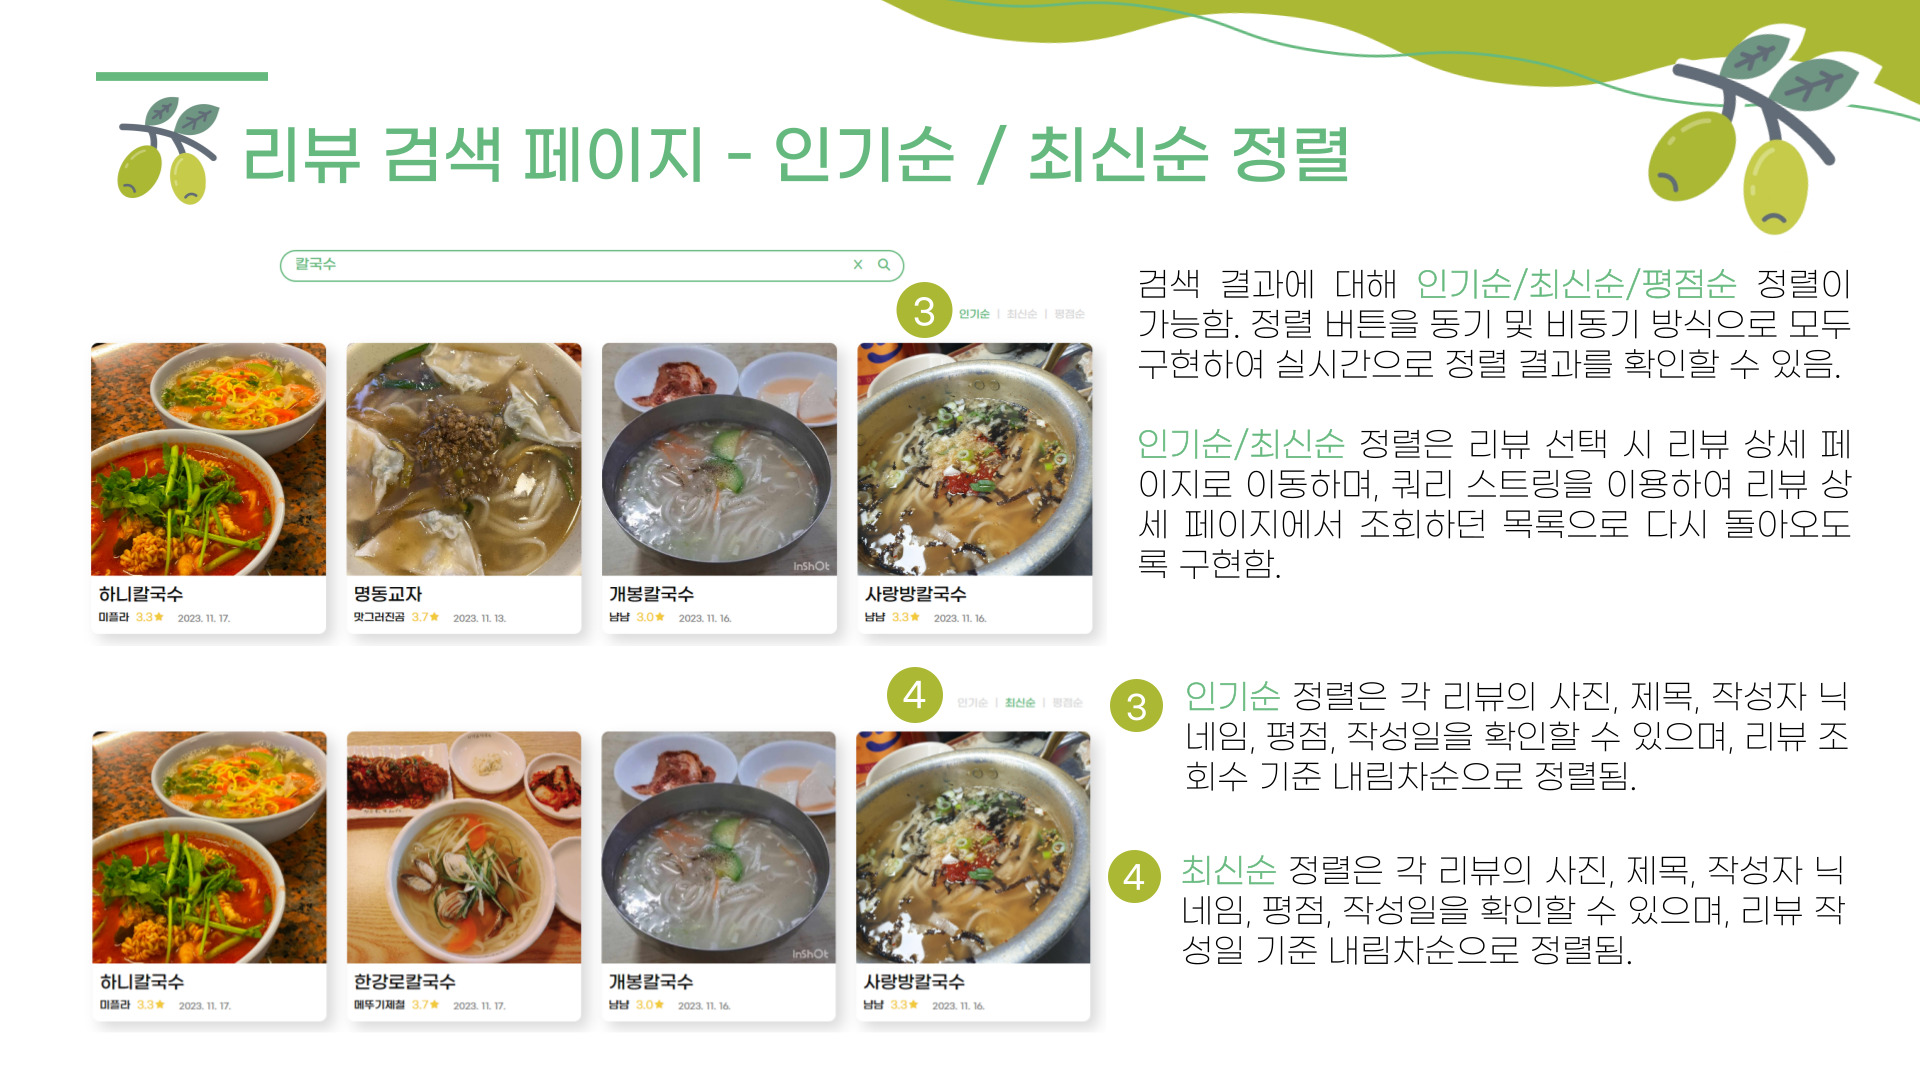 리뷰 검색 페이지 - 인기순 / 최신순 정렬
칼국수 X
3 인기순 | 최신순 | 평점순
InShOt
하니칼국수
미플라 3.3★ 2023. 11. 17.
명동교자
맛그러진곰 3.7★ 2023. 11. 13.
개봉칼국수
냠냠 3.0★ 2023. 11. 16.
사랑방칼국수
냠냠 3.3★ 2023. 11. 16.
4 인기순 | 최신순 | 평점순
InShOt
하니칼국수
미플라 3.3★ 2023. 11. 17.
한강로칼국수
메뚜기제철 3.7★ 2023. 11. 17.
개봉칼국수
냠냠 3.0★ 2023. 11. 16.
사랑방칼국수
냠냠 3.3★ 2023. 11. 16.
검색 결과에 대해 인기순/최신순/평점순 정렬이
가능함. 정렬 버튼을 동기 및 비동기 방식으로 모두
구현하여 실시간으로 정렬 결과를 확인할 수 있음.
인기순/최신순 정렬은 리뷰 선택 시 리뷰 상세 페
이지로 이동하며, 쿼리 스트링을 이용하여 리뷰 상
세 페이지에서 조회하던 목록으로 다시 돌아오도
록 구현함.
3 인기순 정렬은 각 리뷰의 사진, 제목, 작성자 닉
네임, 평점, 작성일을 확인할 수 있으며, 리뷰 조
회수 기준 내림차순으로 정렬됨.
4 최신순 정렬은 각 리뷰의 사진, 제목, 작성자 닉
네임, 평점, 작성일을 확인할 수 있으며, 리뷰 작
성일 기준 내림차순으로 정렬됨.